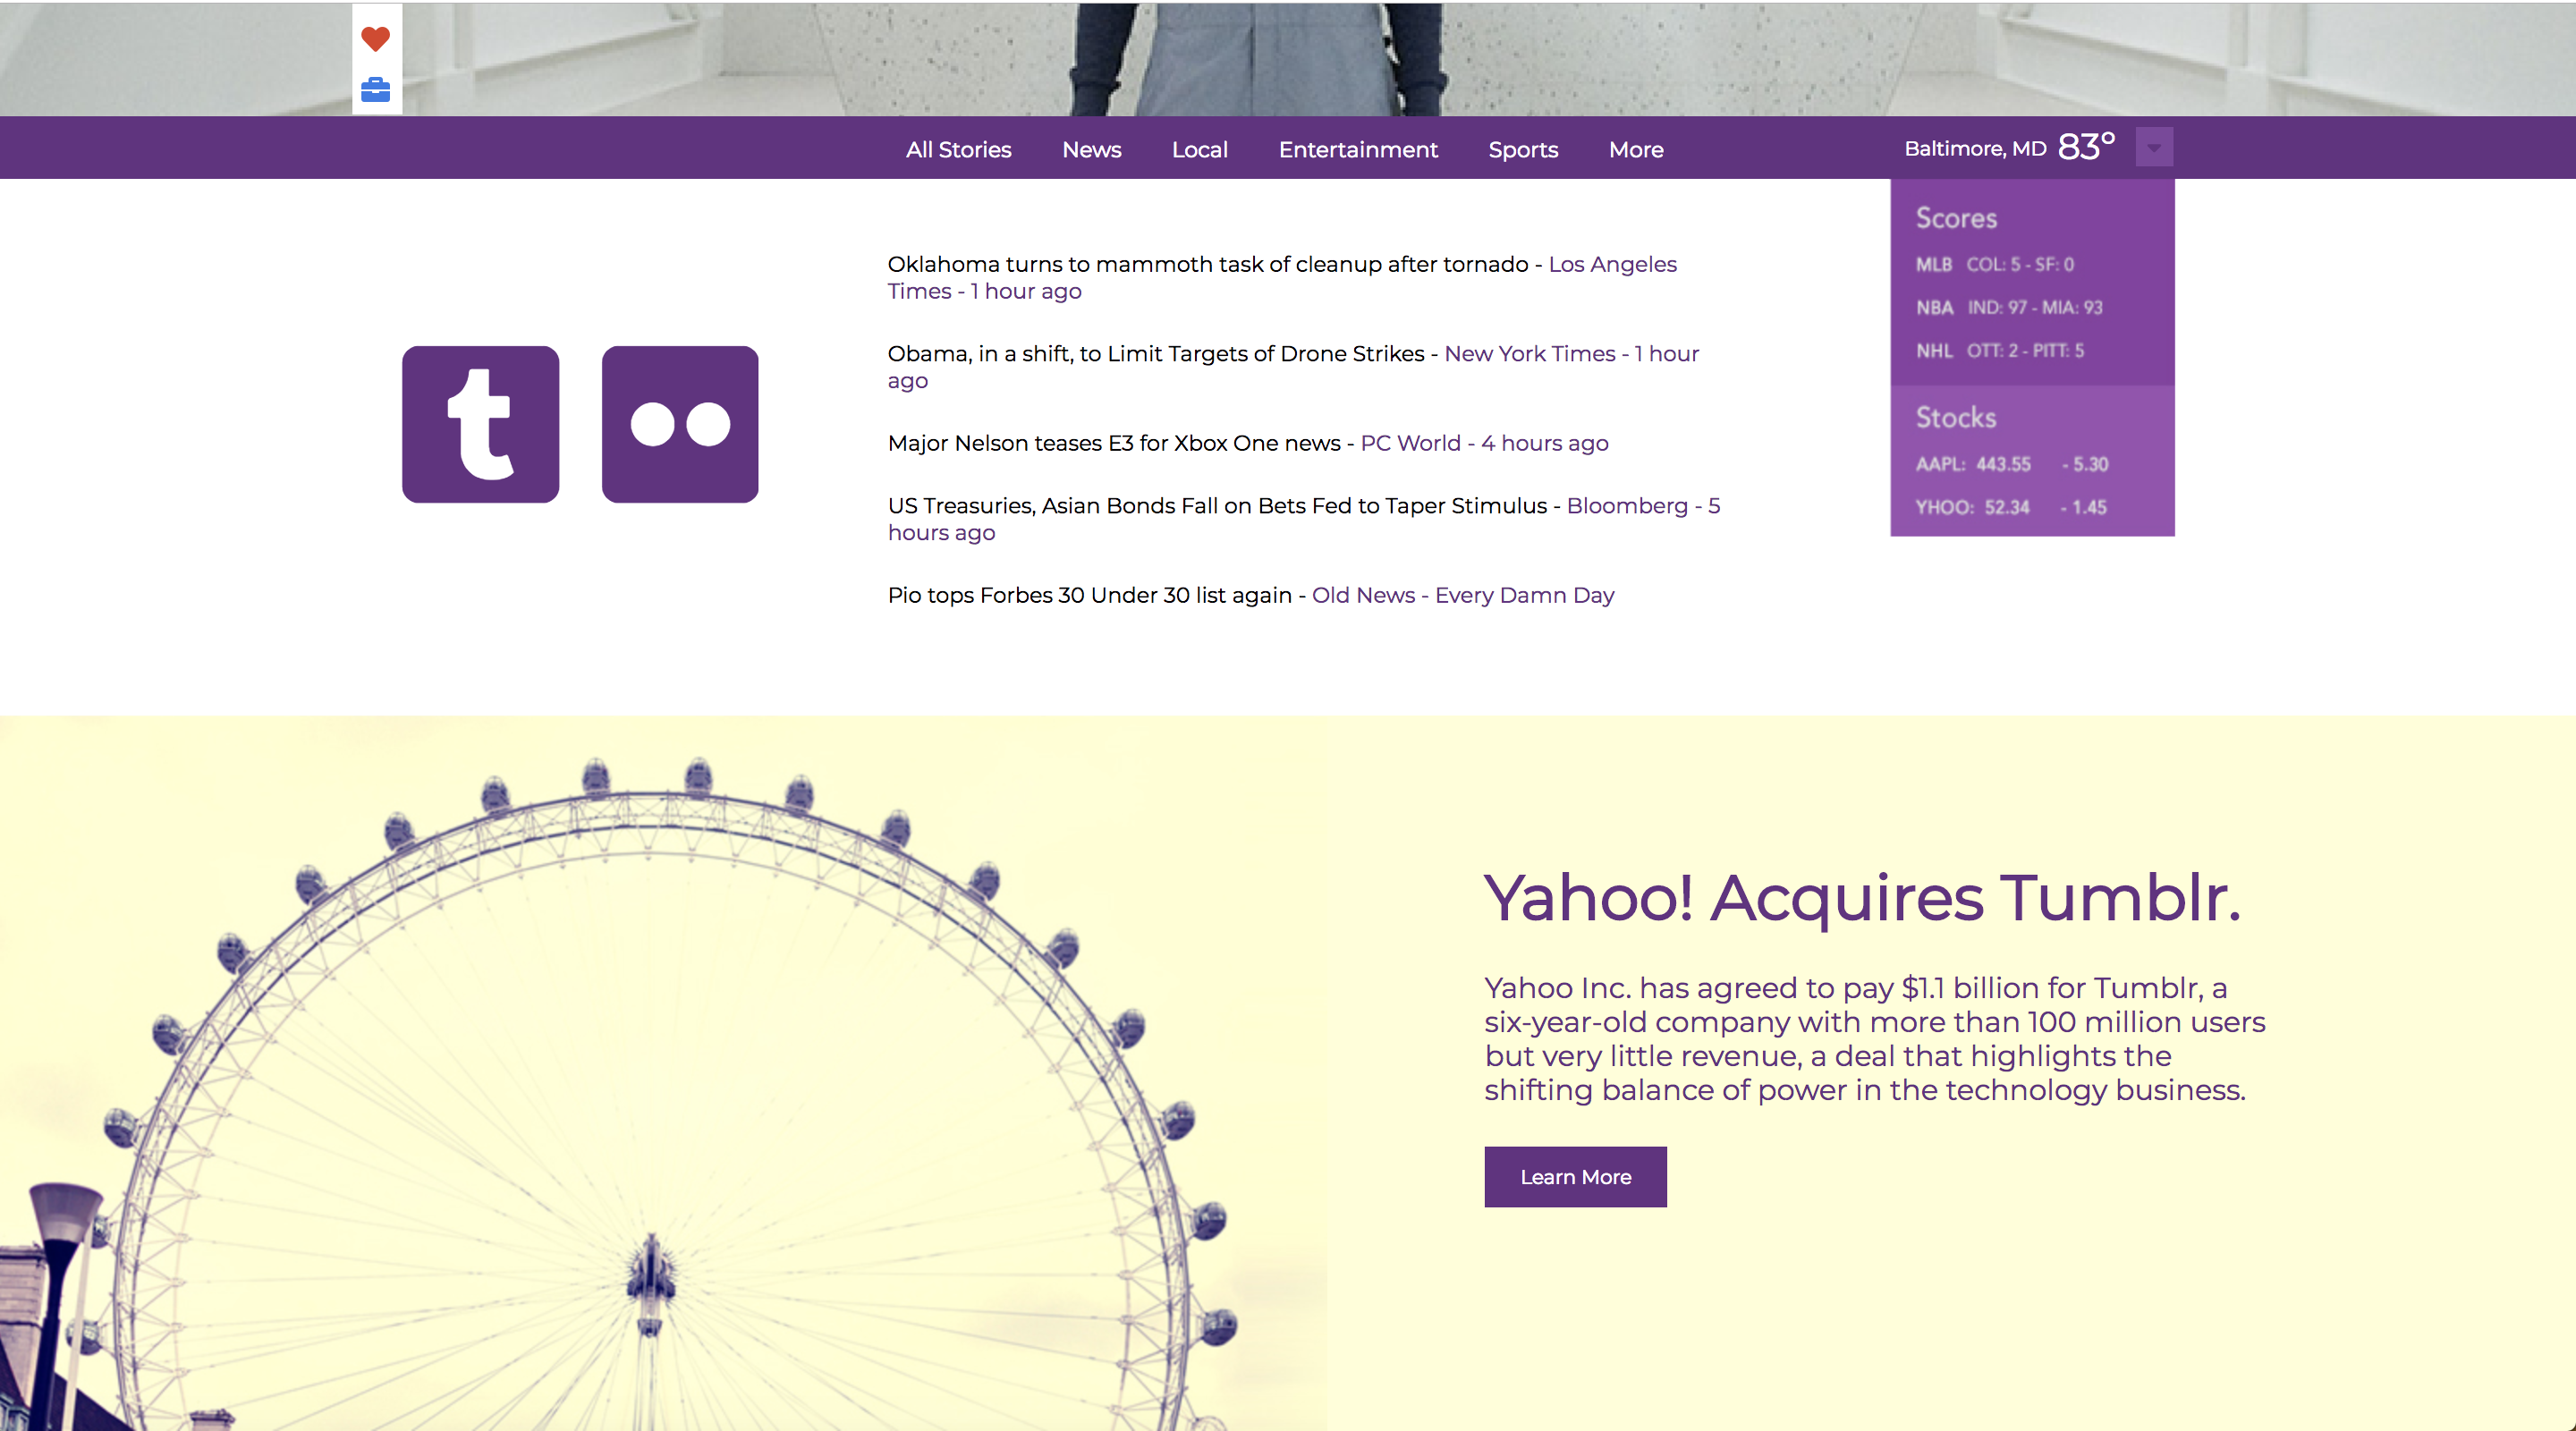 All Stories News Local Entertainment Sports More Baltimore, MD 83°
Oklahoma turns to mammoth task of cleanup after tornado - Los Angeles
Times - 1 hour ago
Obama, in a shift, to Limit Targets of Drone Strikes - New York Times - 1 hour
ago
Major Nelson teases E3 for Xbox One news - PC World - 4 hours ago
US Treasuries, Asian Bonds Fall on Bets Fed to Taper Stimulus - Bloomberg - 5
hours ago
Pio tops Forbes 30 Under 30 list again - Old News - Every Damn Day
Scores
MLB COL: 5 - SF: 0
NBA IND: 97 - MIA: 93
NHL OTT: 2 - PITT: 5
Stocks
AAPL: 443.55 - 5.30
YHOO: 52.34 - 1.45
t
Yahoo! Acquires Tumblr.
Yahoo Inc. has agreed to pay $1.1 billion for Tumblr, a
six-year-old company with more than 100 million users
but very little revenue, a deal that highlights the
shifting balance of power in the technology business.
Learn More